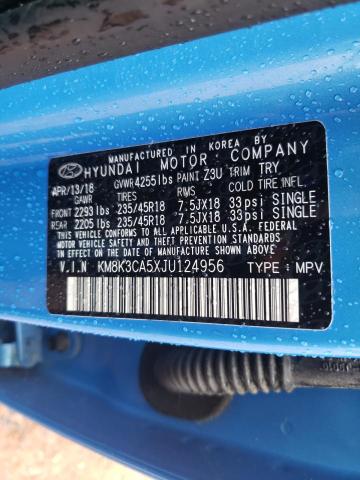 MANUFACTURED IN KOREA BY
HYUNDAI MOTOR COMPANY
APR/13/18 GVWR 4255lbs PAINT Z3U TRIM TRY
GAWR TIRES RIMS COLD TIRE INFL.
FRONT 2293 lbs 235/45R18 7.5JX18 33psi SINGLE
REAR 2205 lbs 235/45R18 7.5JX18 33 psi SINGLE
THIS VEHICLE CONFORMS TO ALL APPLICABLE U.S. FEDERAL
MOTOR VEHICLE SAFETY, BUMPER, AND THEFT PREVENTION
STANDARDS IN EFFECT ON THE DATE OF MANUFACTURE SHOWN ABOVE.
V.I.N KM8K3CA5XJU124956 TYPE : MPV